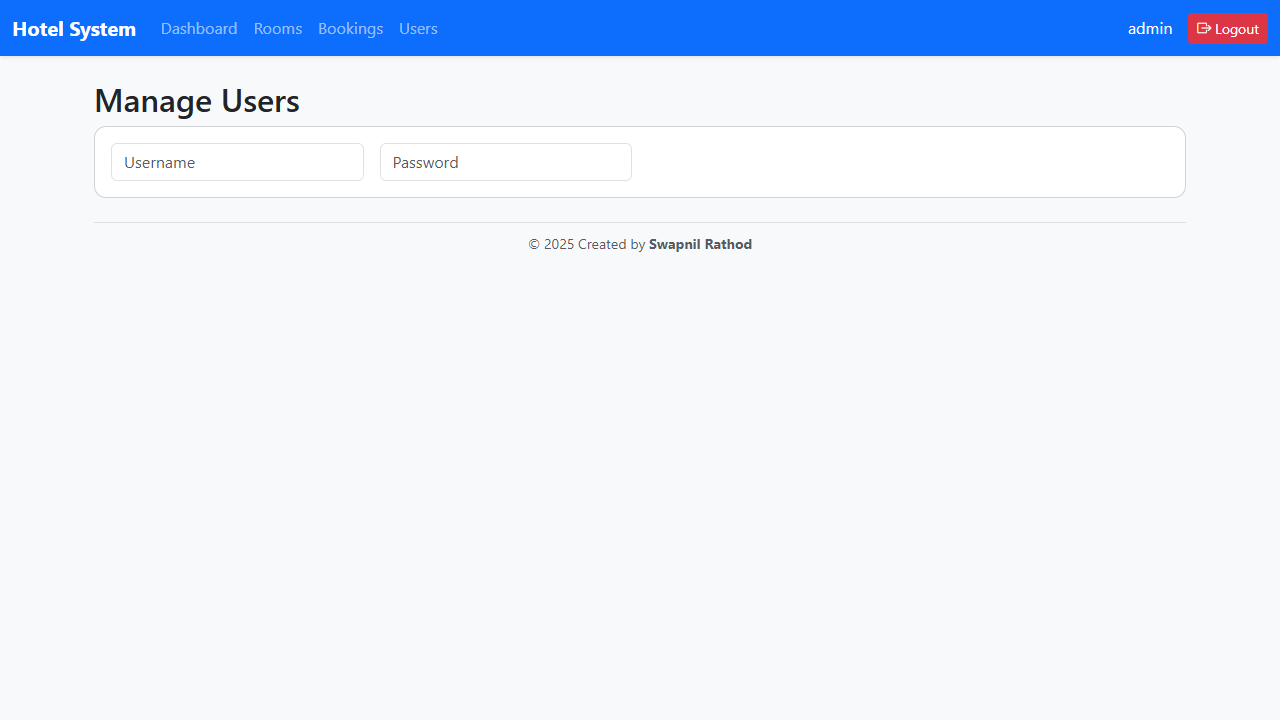 Hotel System Dashboard Rooms Bookings Users admin Logout
Manage Users
Username Password
© 2025 Created by Swapnil Rathod